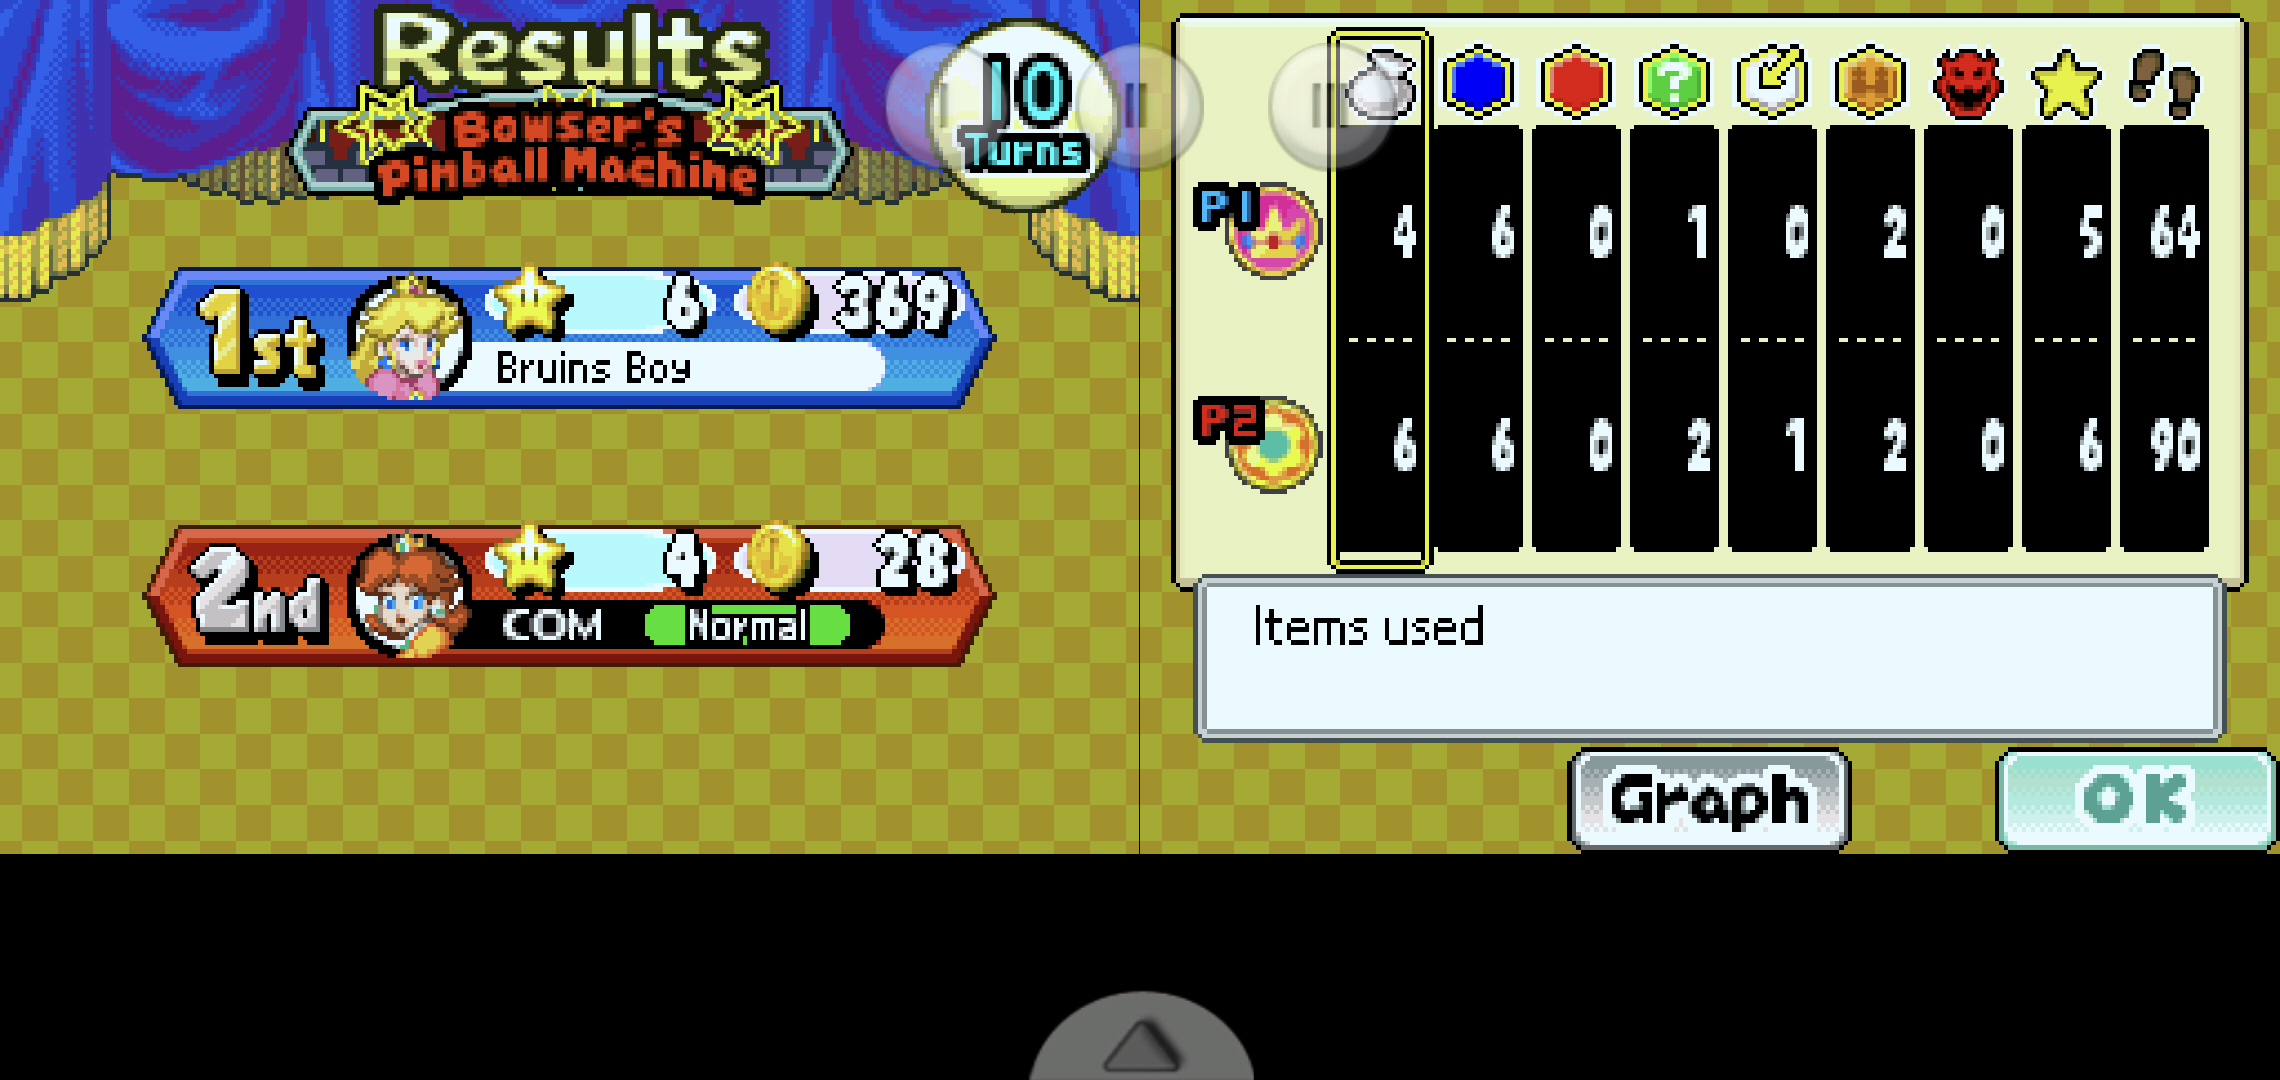 Results
Bowser's
Pinball Machine
10
Turns
1st
6
369
Bruins Boy
2nd
4
28
COM
Normal
I
II
III
?
P1
4 6 0 1 0 2 0 5 64
P2
6 6 0 2 1 2 0 6 90
Items used
Graph
OK